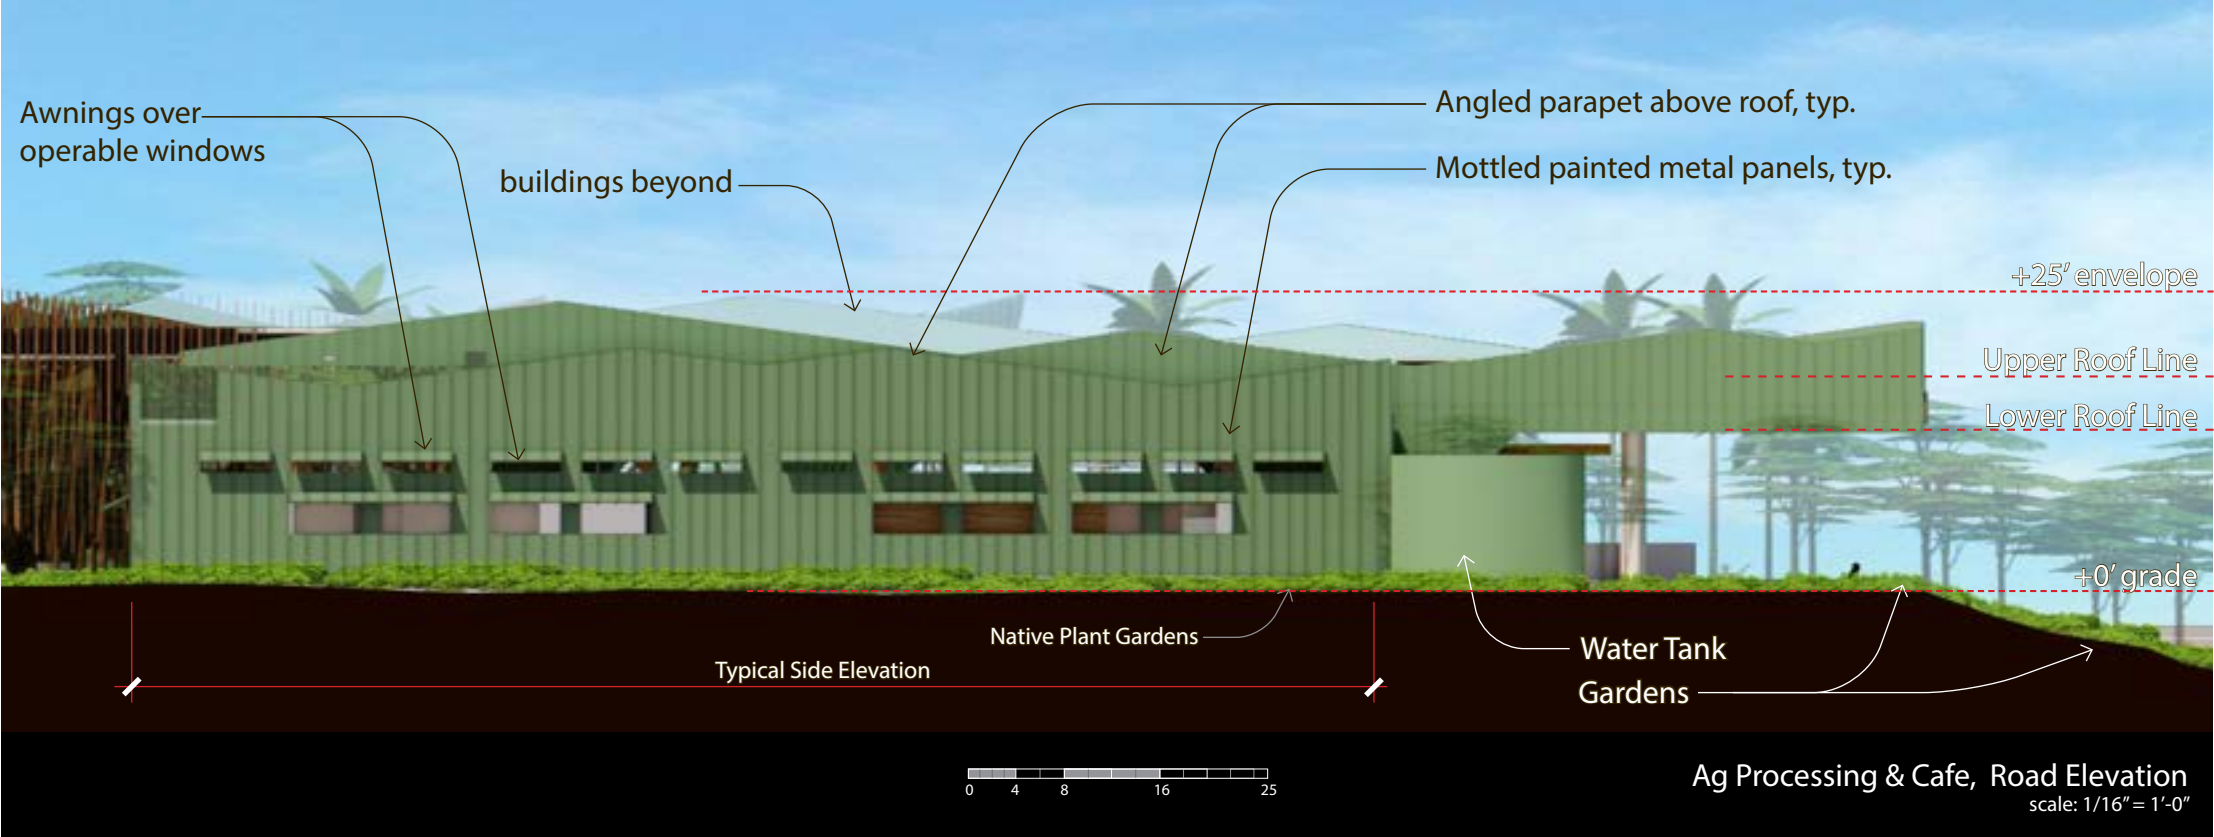 Awnings over
operable windows
buildings beyond
Angled parapet above roof, typ.
Mottled painted metal panels, typ.
+25’ envelope
Upper Roof Line
Lower Roof Line
+0’ grade
Native Plant Gardens
Typical Side Elevation
Water Tank
Gardens
0 4 8 16 25
Ag Processing & Cafe, Road Elevation
scale: 1/16” = 1’-0”